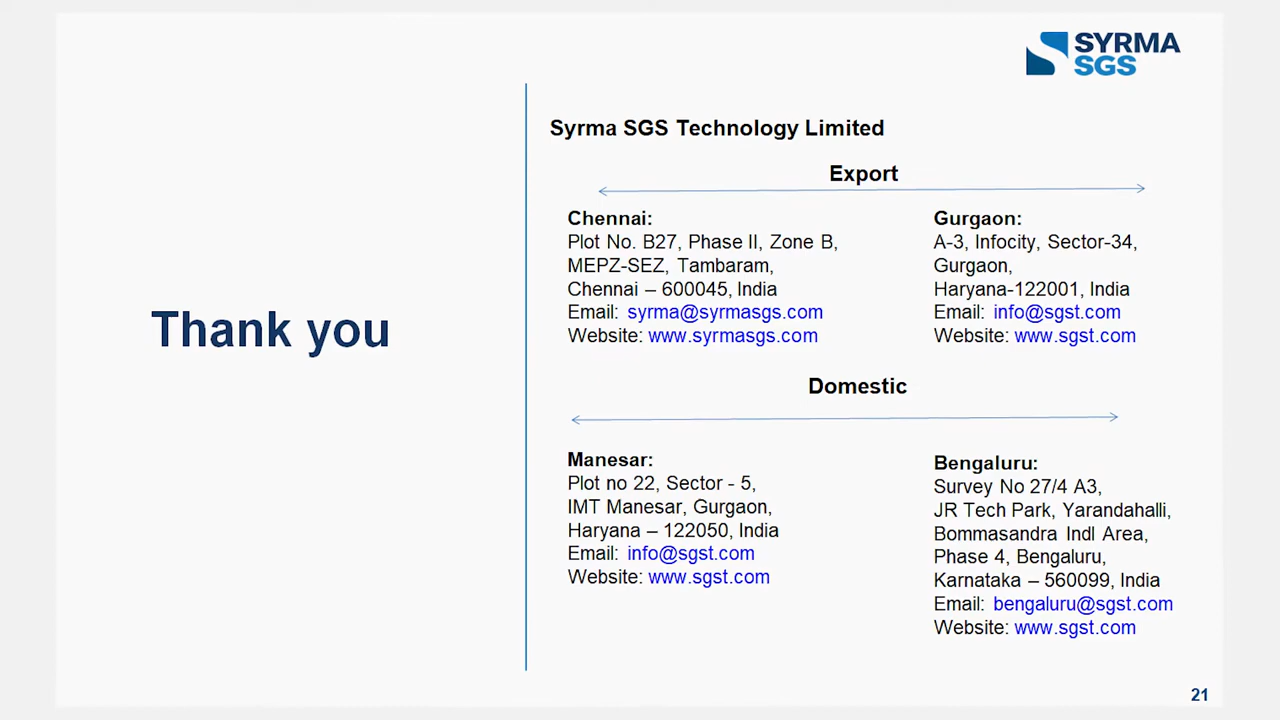 SYRMA
SGS
Thank you
Syrma SGS Technology Limited
Export
Chennai:
Plot No. B27, Phase II, Zone B,
MEPZ-SEZ, Tambaram,
Chennai – 600045, India
Email: syrma@syrmasgs.com
Website: www.syrmasgs.com
Gurgaon:
A-3, Infocity, Sector-34,
Gurgaon,
Haryana-122001, India
Email: info@sgst.com
Website: www.sgst.com
Domestic
Manesar:
Plot no 22, Sector - 5,
IMT Manesar, Gurgaon,
Haryana – 122050, India
Email: info@sgst.com
Website: www.sgst.com
Bengaluru:
Survey No 27/4 A3,
JR Tech Park, Yarandahalli,
Bommasandra Indl Area,
Phase 4, Bengaluru,
Karnataka – 560099, India
Email: bengaluru@sgst.com
Website: www.sgst.com
21